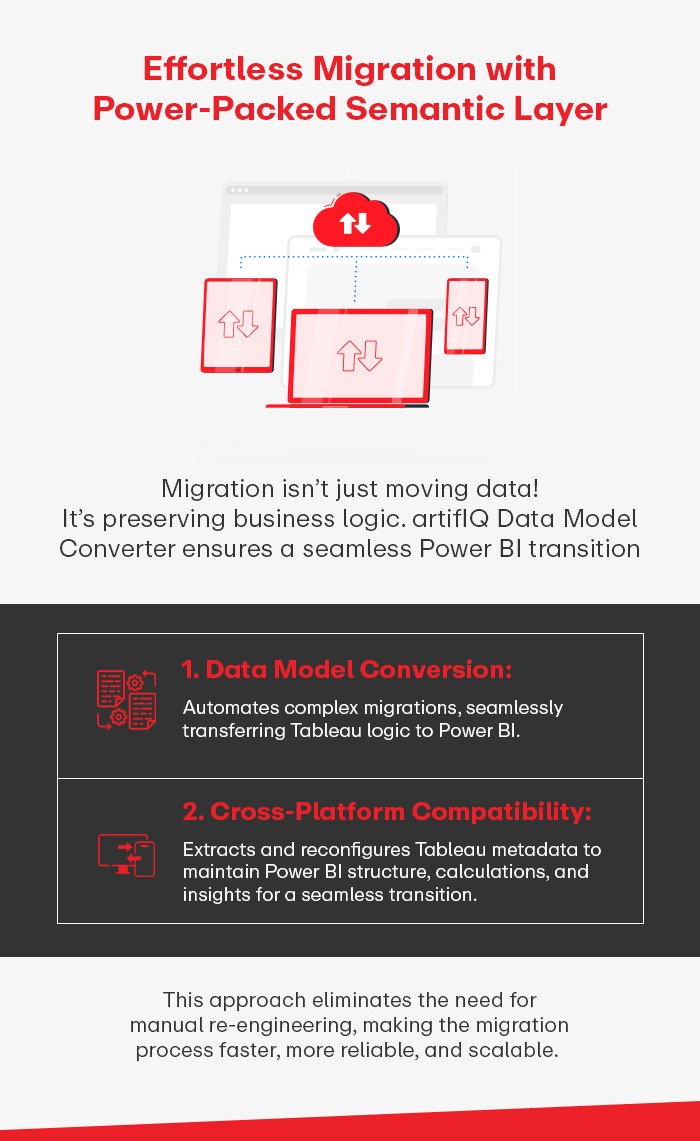 Effortless Migration with
Power-Packed Semantic Layer
Migration isn’t just moving data!
It’s preserving business logic. artifIQ Data Model
Converter ensures a seamless Power BI transition
1. Data Model Conversion:
Automates complex migrations, seamlessly
transferring Tableau logic to Power BI.
2. Cross-Platform Compatibility:
Extracts and reconfigures Tableau metadata to
maintain Power BI structure, calculations, and
insights for a seamless transition.
This approach eliminates the need for
manual re-engineering, making the migration
process faster, more reliable, and scalable.